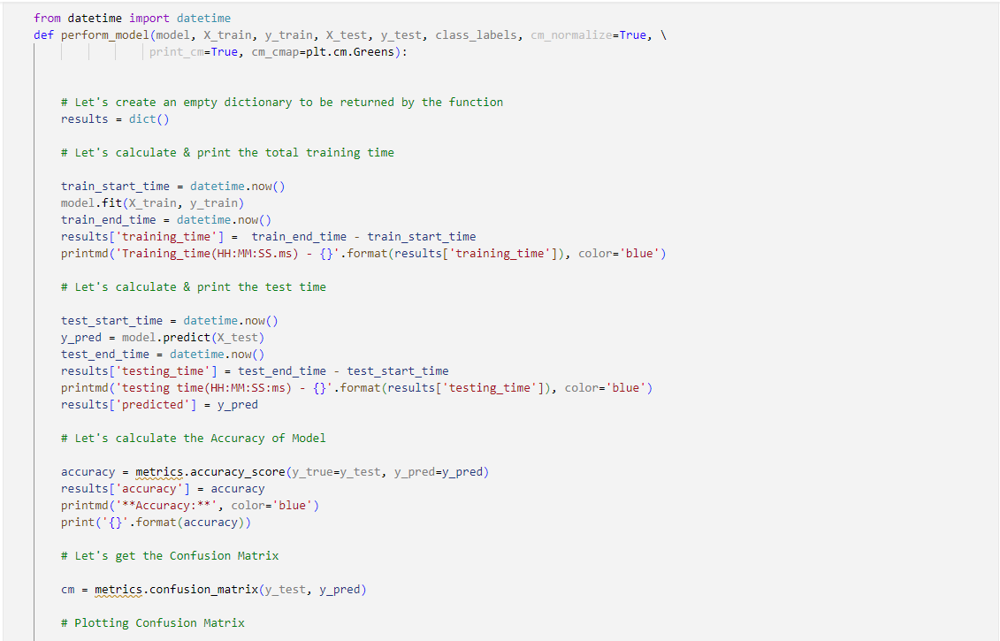 from datetime import datetime
def perform_model(model, X_train, y_train, X_test, y_test, class_labels, cm_normalize=True, \
print_cm=True, cm_cmap=plt.cm.Greens):
# Let's create an empty dictionary to be returned by the function
results = dict()
# Let's calculate & print the total training time
train_start_time = datetime.now()
model.fit(X_train, y_train)
train_end_time = datetime.now()
results['training_time'] =  train_end_time - train_start_time
printmd('Training_time(HH:MM:SS.ms) - {}'.format(results['training_time']), color='blue')
# Let's calculate & print the test time
test_start_time = datetime.now()
y_pred = model.predict(X_test)
test_end_time = datetime.now()
results['testing_time'] = test_end_time - test_start_time
printmd('testing time(HH:MM:SS:ms) - {}'.format(results['testing_time']), color='blue')
results['predicted'] = y_pred
# Let's calculate the Accuracy of Model
accuracy = metrics.accuracy_score(y_true=y_test, y_pred=y_pred)
results['accuracy'] = accuracy
printmd('**Accuracy:**', color='blue')
print('{}'.format(accuracy))
# Let's get the Confusion Matrix
cm = metrics.confusion_matrix(y_test, y_pred)
# Plotting Confusion Matrix